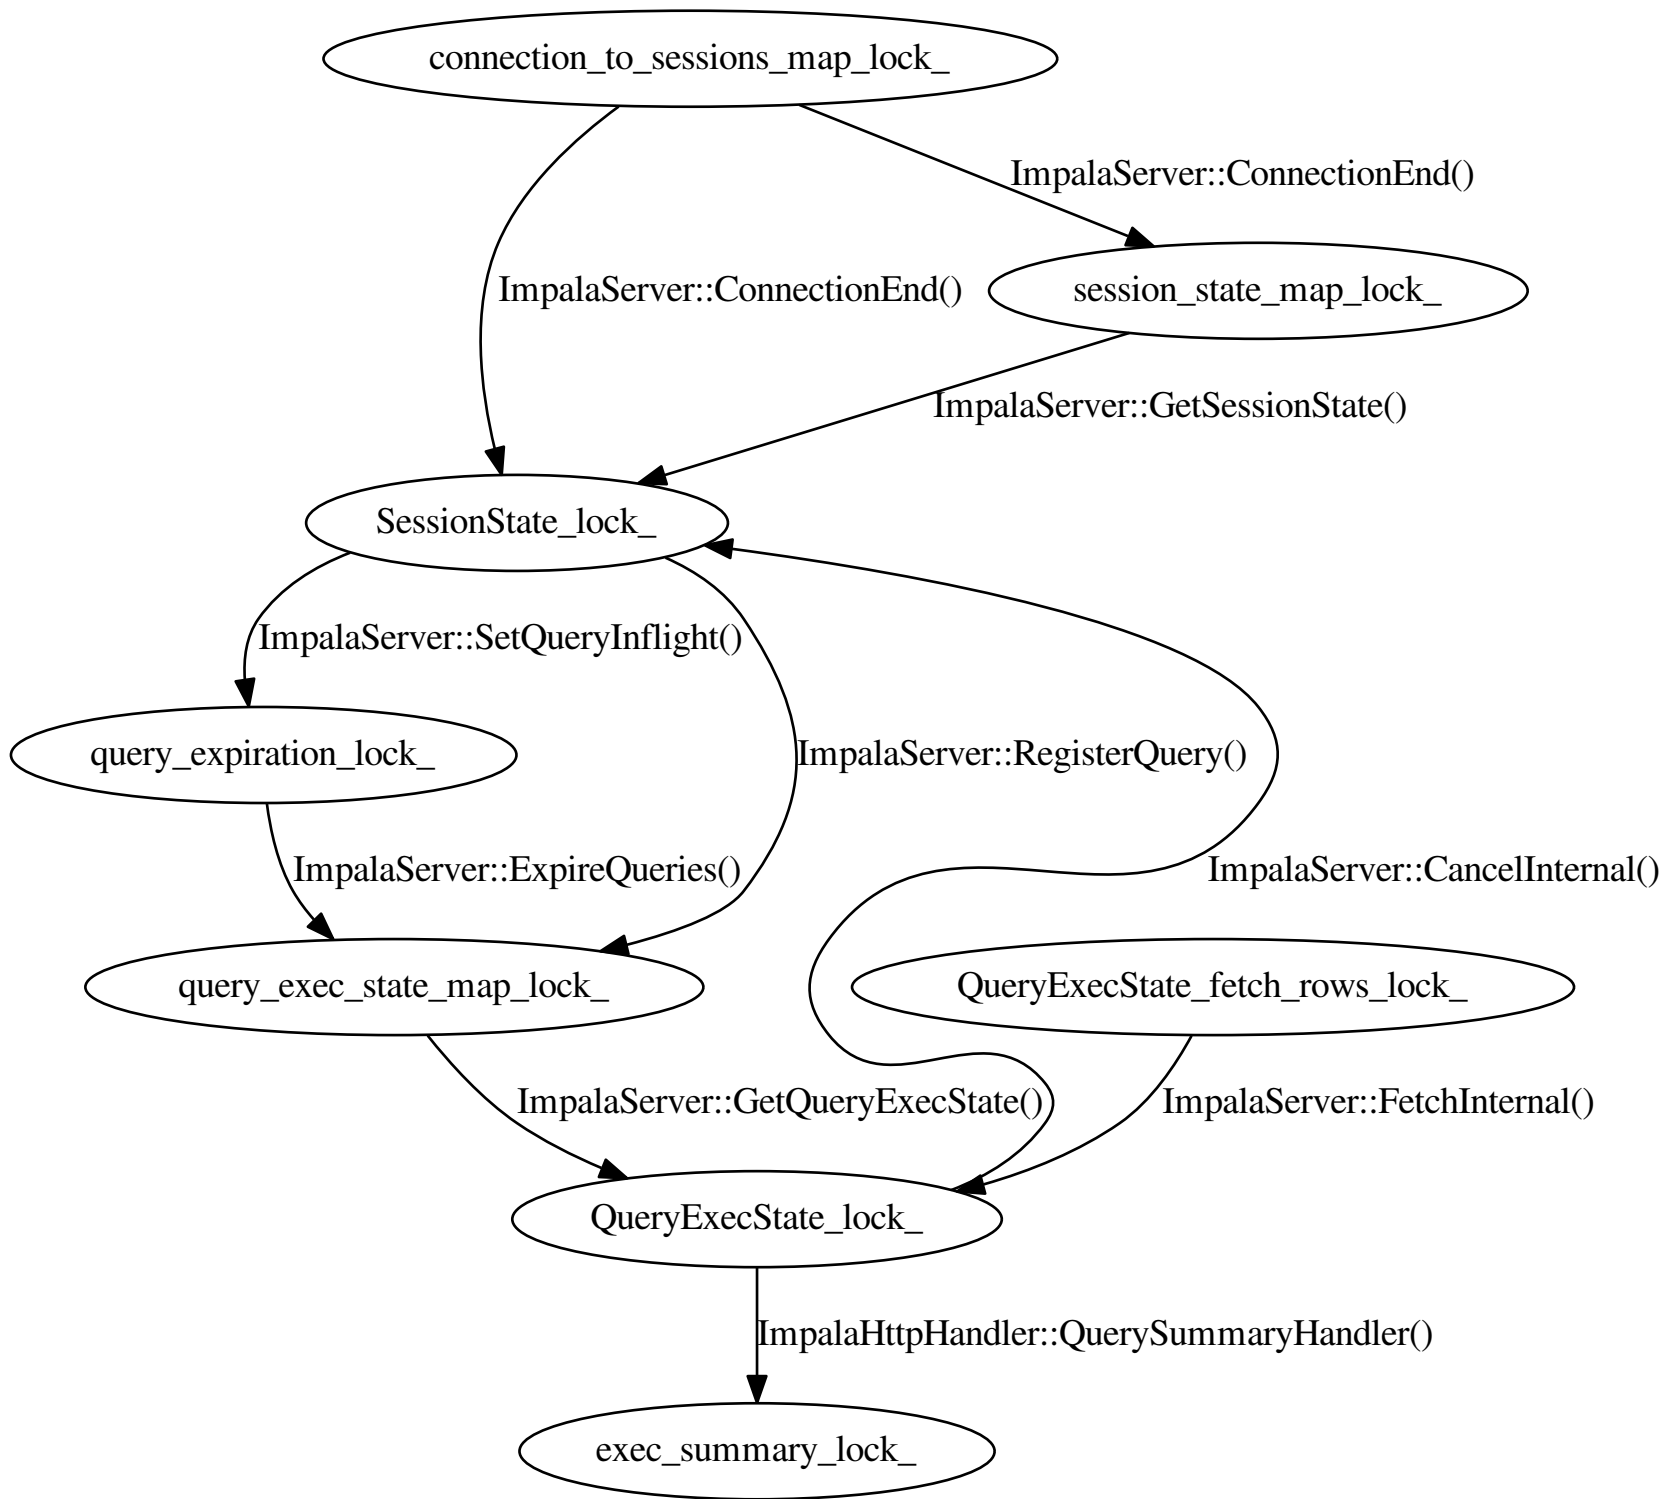 connection_to_sessions_map_lock_
ImpalaServer::ConnectionEnd()
ImpalaServer::ConnectionEnd()
session_state_map_lock_
ImpalaServer::GetSessionState()
SessionState_lock_
ImpalaServer::SetQueryInflight()
query_expiration_lock_
ImpalaServer::RegisterQuery()
ImpalaServer::ExpireQueries()
ImpalaServer::CancelInternal()
query_exec_state_map_lock_
QueryExecState_fetch_rows_lock_
ImpalaServer::GetQueryExecState()
ImpalaServer::FetchInternal()
QueryExecState_lock_
ImpalaHttpHandler::QuerySummaryHandler()
exec_summary_lock_